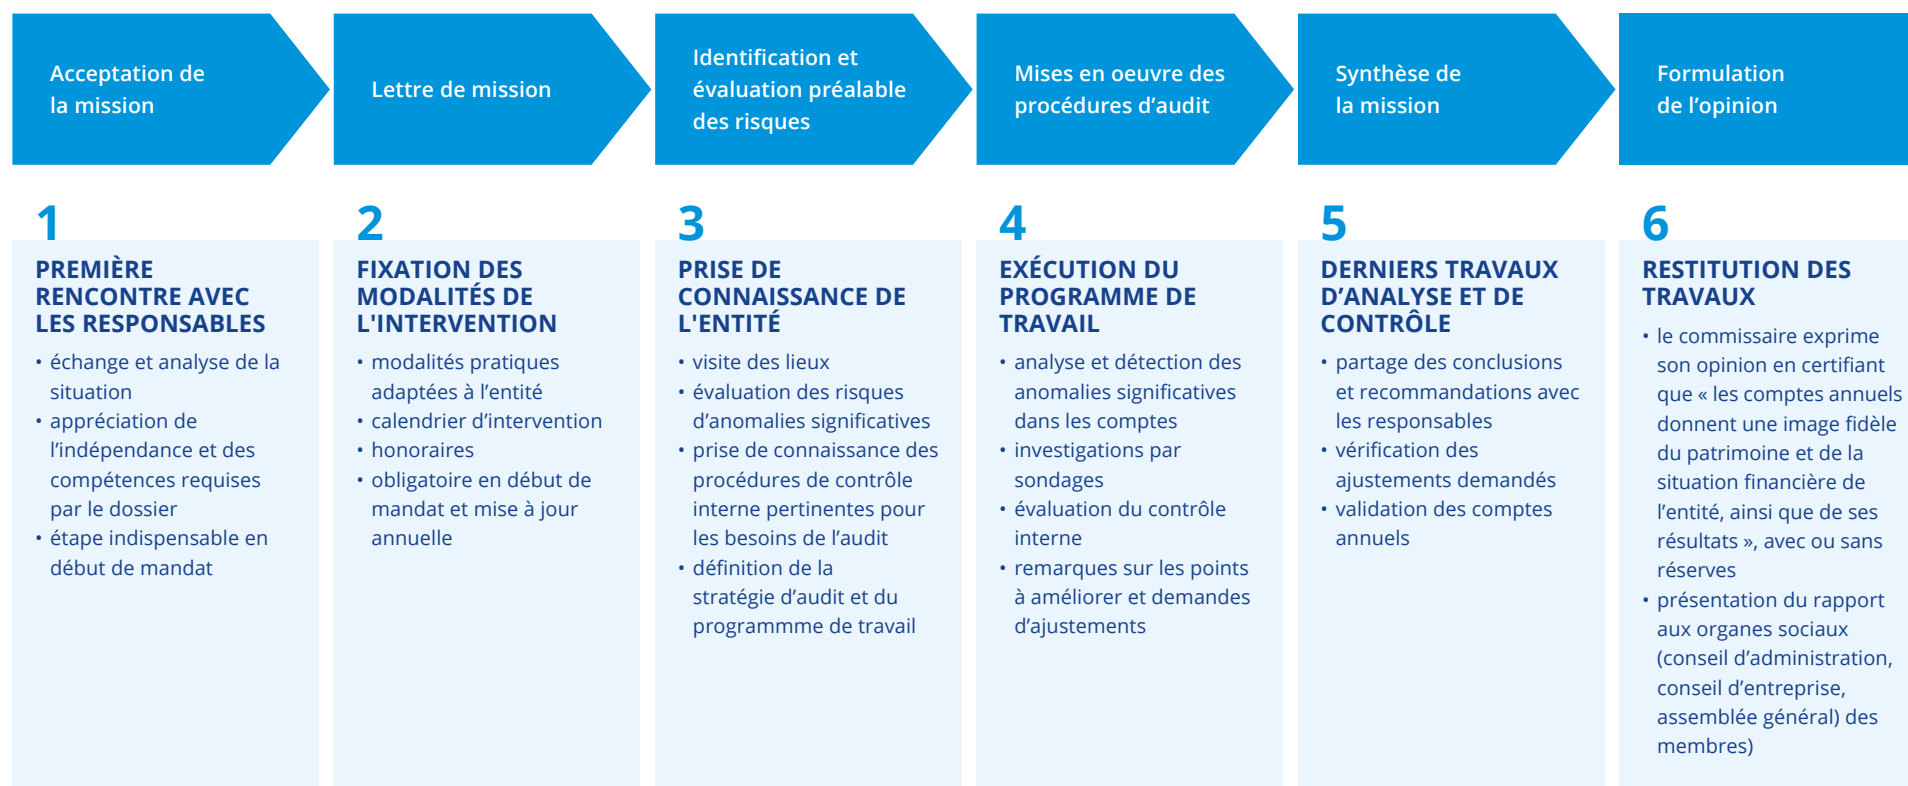 Acceptation de
la mission
Lettre de mission
Identification et
évaluation préalable
des risques
Mises en oeuvre des
procédures d’audit
Synthèse de
la mission
Formulation
de l’opinion
1
PREMIÈRE
RENCONTRE AVEC
LES RESPONSABLES
• échange et analyse de la
situation
• appréciation de
l’indépendance et des
compétences requises
par le dossier
• étape indispensable en
début de mandat
2
FIXATION DES
MODALITÉS DE
L'INTERVENTION
• modalités pratiques
adaptées à l’entité
• calendrier d’intervention
• honoraires
• obligatoire en début de
mandat et mise à jour
annuelle
3
PRISE DE
CONNAISSANCE DE
L'ENTITÉ
• visite des lieux
• évaluation des risques
d’anomalies significatives
• prise de connaissance des
procédures de contrôle
interne pertinentes pour
les besoins de l’audit
• définition de la
stratégie d’audit et du
programmme de travail
4
EXÉCUTION DU
PROGRAMME DE
TRAVAIL
• analyse et détection des
anomalies significatives
dans les comptes
• investigations par
sondages
• évaluation du contrôle
interne
• remarques sur les points
à améliorer et demandes
d’ajustements
5
DERNIERS TRAVAUX
D’ANALYSE ET DE
CONTRÔLE
• partage des conclusions
et recommandations avec
les responsables
• vérification des
ajustements demandés
• validation des comptes
annuels
6
RESTITUTION DES
TRAVAUX
• le commissaire exprime
son opinion en certifiant
que « les comptes annuels
donnent une image fidèle
du patrimoine et de la
situation financière de
l’entité, ainsi que de ses
résultats », avec ou sans
réserves
• présentation du rapport
aux organes sociaux
(conseil d’administration,
conseil d’entreprise,
assemblée général) des
membres)